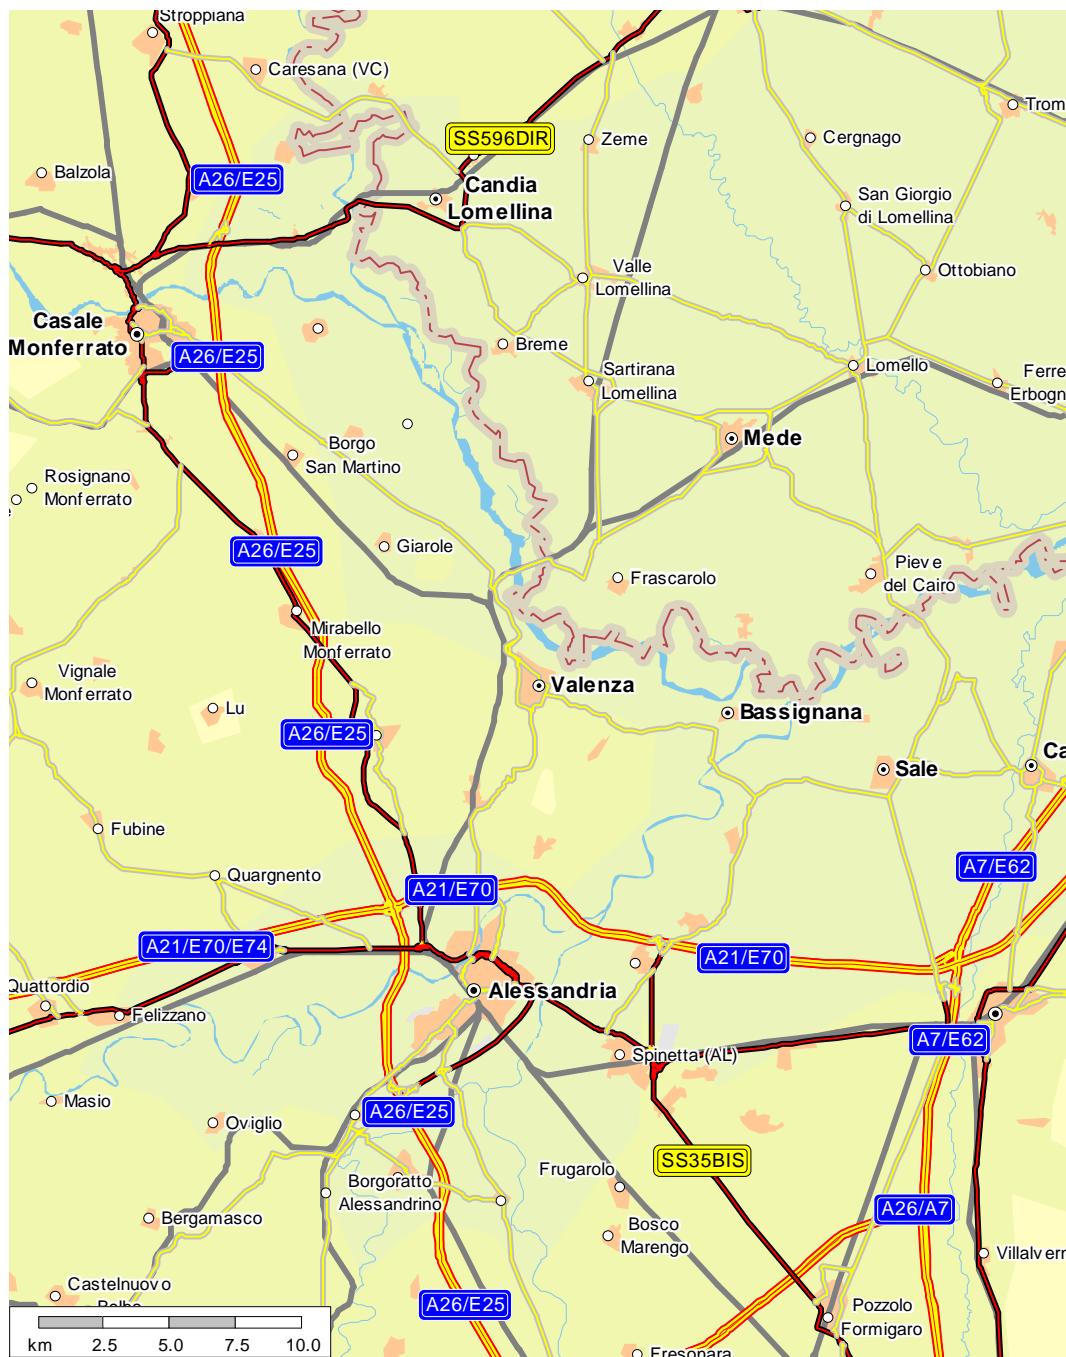 Stroppiana
Caresana (VC)
Trom
SS596DIR
Zeme
Cergnago
Balzola
A26/E25
Candia
Lomellina
San Giorgio
di Lomellina
Valle
Lomellina
Ottobiano
Casale
Monferrato
A26/E25
Breme
Lomello
Sartirana
Lomellina
Ferre
Erbogn
Mede
Borgo
San Martino
Rosignano
Monferrato
e
A26/E25
Giarole
Frascarolo
Pieve
del Cairo
Mirabello
Monferrato
Vignale
Monferrato
Valenza
Lu
Bassignana
A26/E25
Sale
Ca
Fubine
Quargnento
A21/E70
A7/E62
A21/E70/E74
A21/E70
Quattordio
Alessandria
Felizzano
A7/E62
Spinetta (AL)
Masio
A26/E25
Oviglio
SS35BIS
Frugarolo
Borgoratto
Alessandrino
A26/A7
Bergamasco
Bosco
Marengo
Villalverr
Castelnuovo
Belbo
A26/E25
Pozzolo
Formigaro
Fresonara
km 2.5 5.0 7.5 10.0